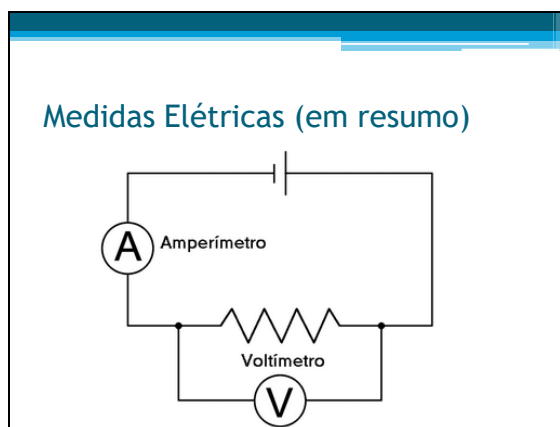 Medidas Elétricas (em resumo)
A
Amperímetro
Voltímetro
V